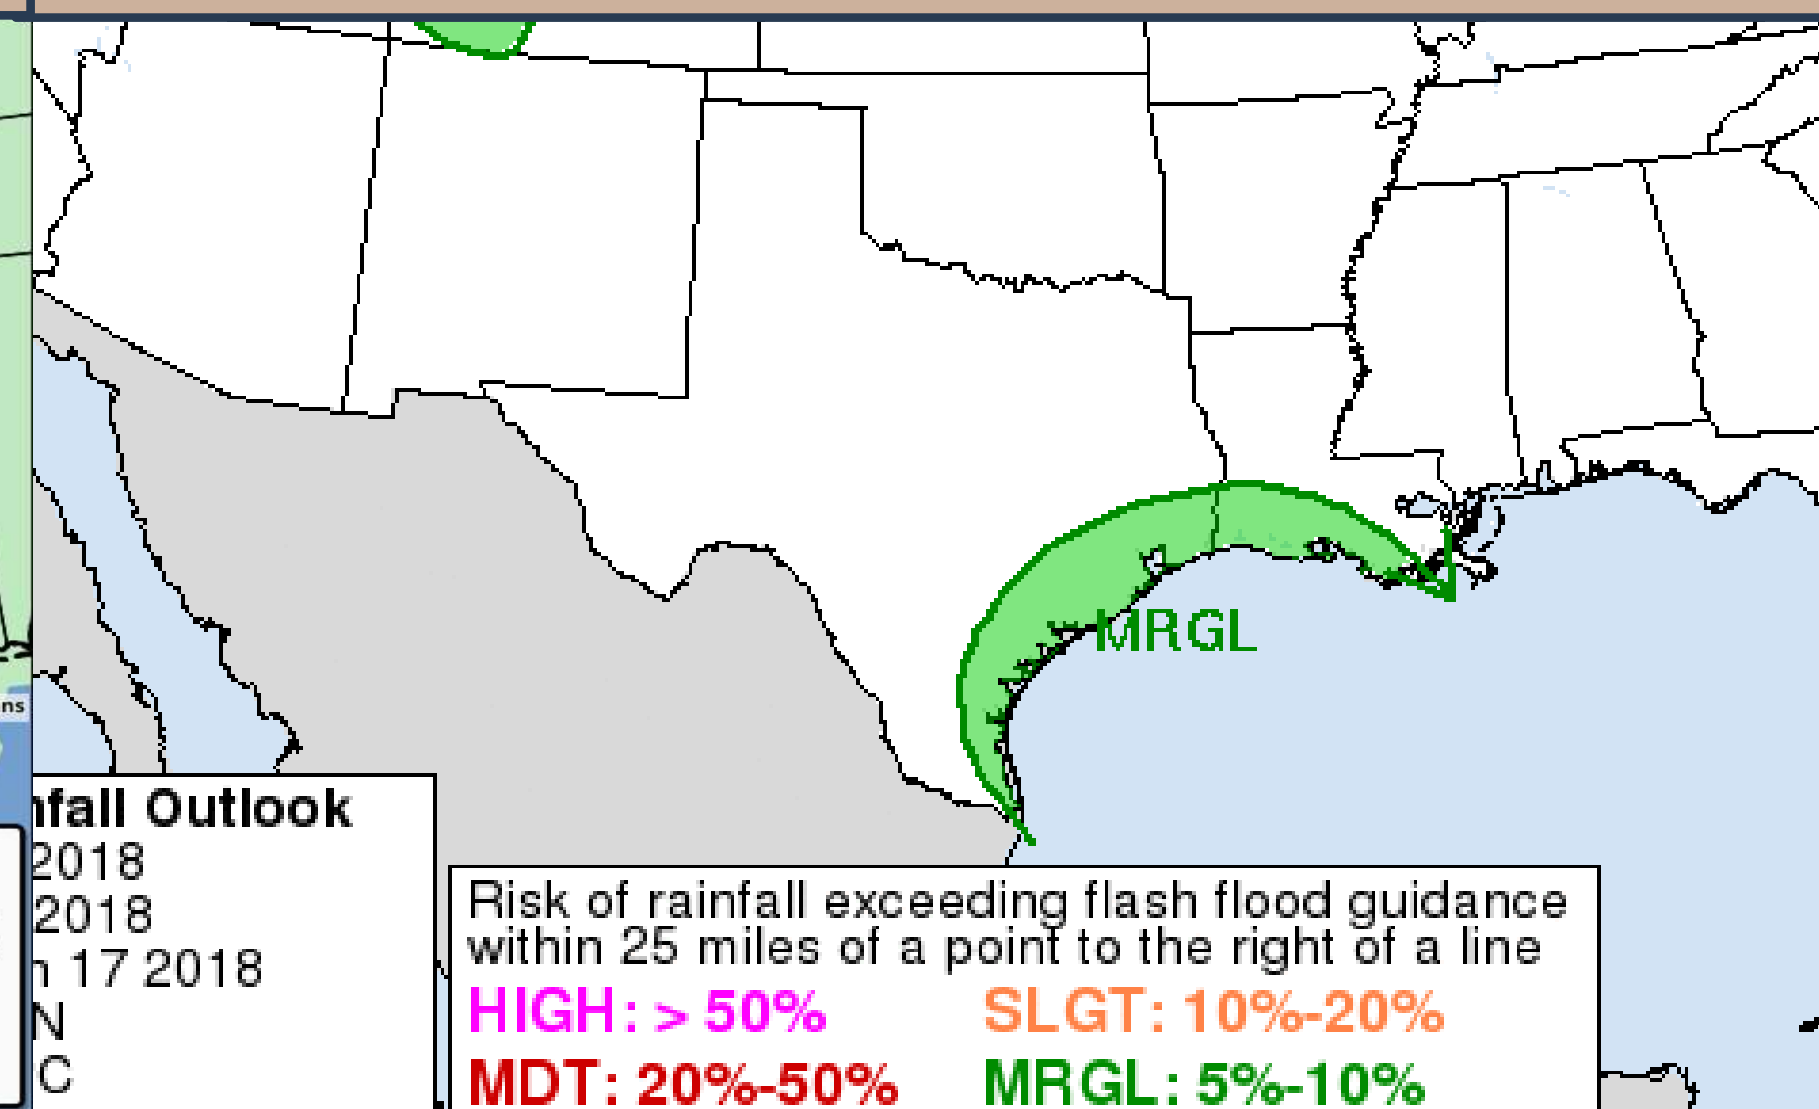 MRGL
ns
nfall Outlook
2018
2018
n 17 2018
N
C
Risk of rainfall exceeding flash flood guidance
within 25 miles of a point to the right of a line
HIGH: > 50% SLGT: 10%-20%
MDT: 20%-50% MRGL: 5%-10%